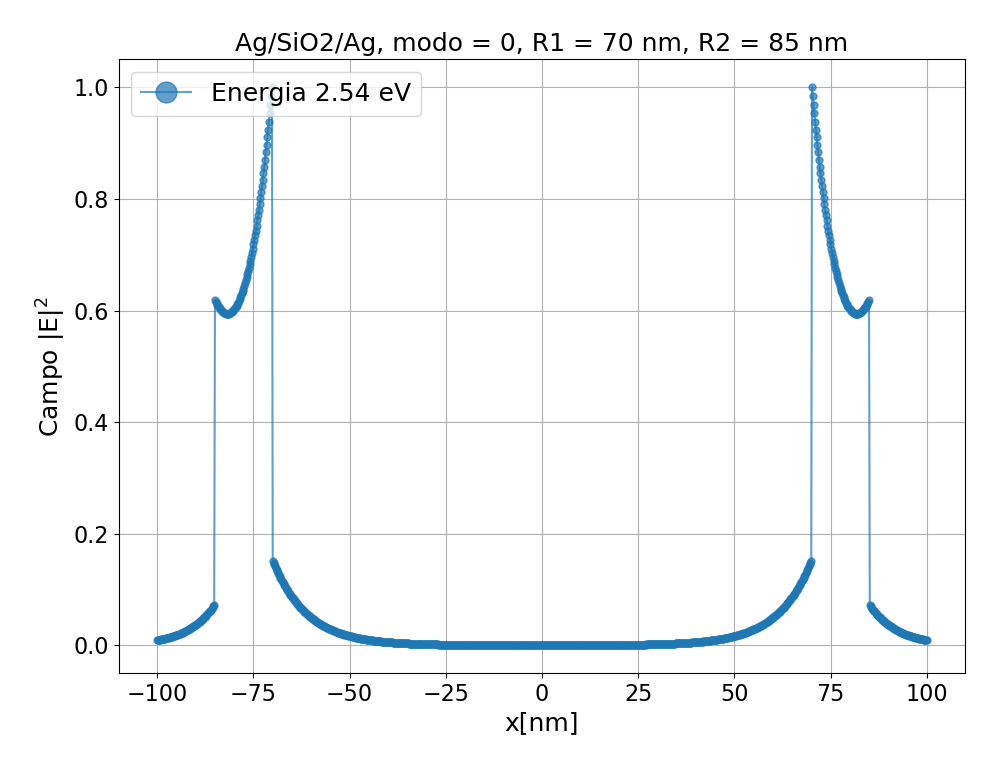 Ag/SiO2/Ag, modo = 0, R1 = 70 nm, R2 = 85 nm
Energia 2.54 eV
1.0
0.8
0.6
0.4
0.2
0.0
Campo |E|²
−100 −75 −50 −25 0 25 50 75 100
x[nm]